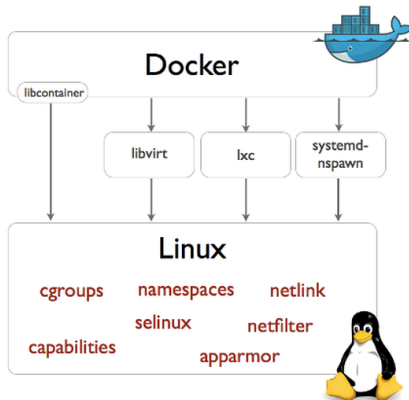 Docker
libcontainer
libvirt
lxc
systemd-
nspawn
Linux
cgroups
namespaces
netlink
selinux
netfilter
capabilities
apparmor